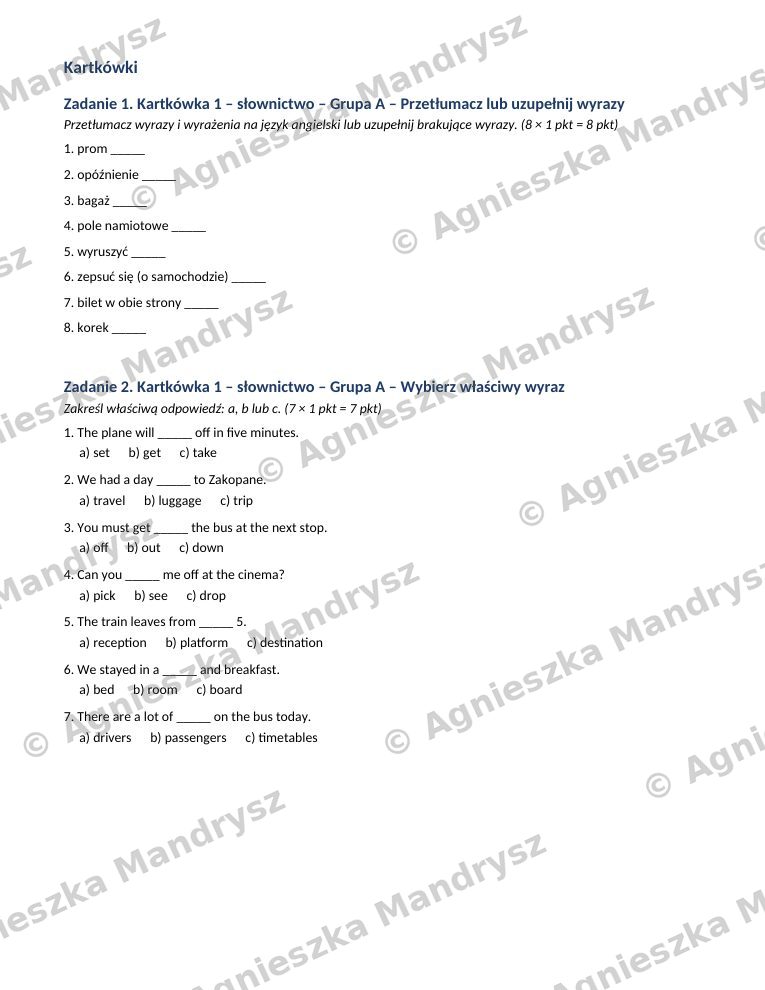 Kartkówki
Zadanie 1. Kartkówka 1 – słownictwo – Grupa A – Przetłumacz lub uzupełnij wyrazy
Przetłumacz wyrazy i wyrażenia na język angielski lub uzupełnij brakujące wyrazy. (8 × 1 pkt = 8 pkt)
1. prom _____
2. opóźnienie _____
3. bagaż _____
4. pole namiotowe _____
5. wyruszyć _____
6. zepsuć się (o samochodzie) _____
7. bilet w obie strony _____
8. korek _____
Zadanie 2. Kartkówka 1 – słownictwo – Grupa A – Wybierz właściwy wyraz
Zakreśl właściwą odpowiedź: a, b lub c. (7 × 1 pkt = 7 pkt)
1. The plane will _____ off in five minutes.
a) set b) get c) take
2. We had a day _____ to Zakopane.
a) travel b) luggage c) trip
3. You must get _____ the bus at the next stop.
a) off b) out c) down
4. Can you _____ me off at the cinema?
a) pick b) see c) drop
5. The train leaves from _____ 5.
a) reception b) platform c) destination
6. We stayed in a _____ and breakfast.
a) bed b) room c) board
7. There are a lot of _____ on the bus today.
a) drivers b) passengers c) timetables
© Agnieszka Mandrysz